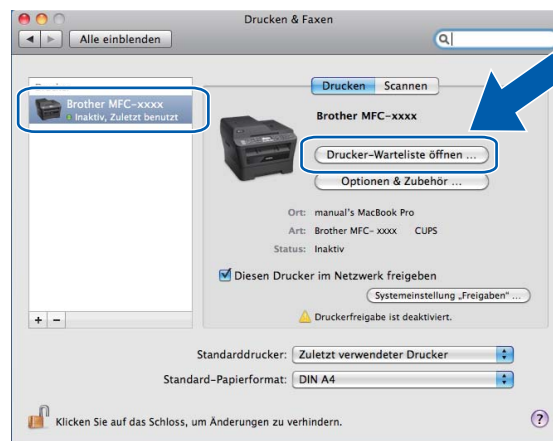 Drucken & Faxen
Alle einblenden
Drucken Scannen
Brother MFC-xxxx
Inaktiv, Zuletzt benutzt
Brother MFC-xxxx
Drucker-Warteliste öffnen ...
Optionen & Zubehör ...
Ort: manual's MacBook Pro
Art: Brother MFC- xxxx CUPS
Status: Inaktiv
Diesen Drucker im Netzwerk freigeben
Systemeinstellung „Freigaben“ ...
+ −
Druckerfreigabe ist deaktiviert.
Standarddrucker: Zuletzt verwendeter Drucker
Standard-Papierformat: DIN A4
Klicken Sie auf das Schloss, um Änderungen zu verhindern.
?